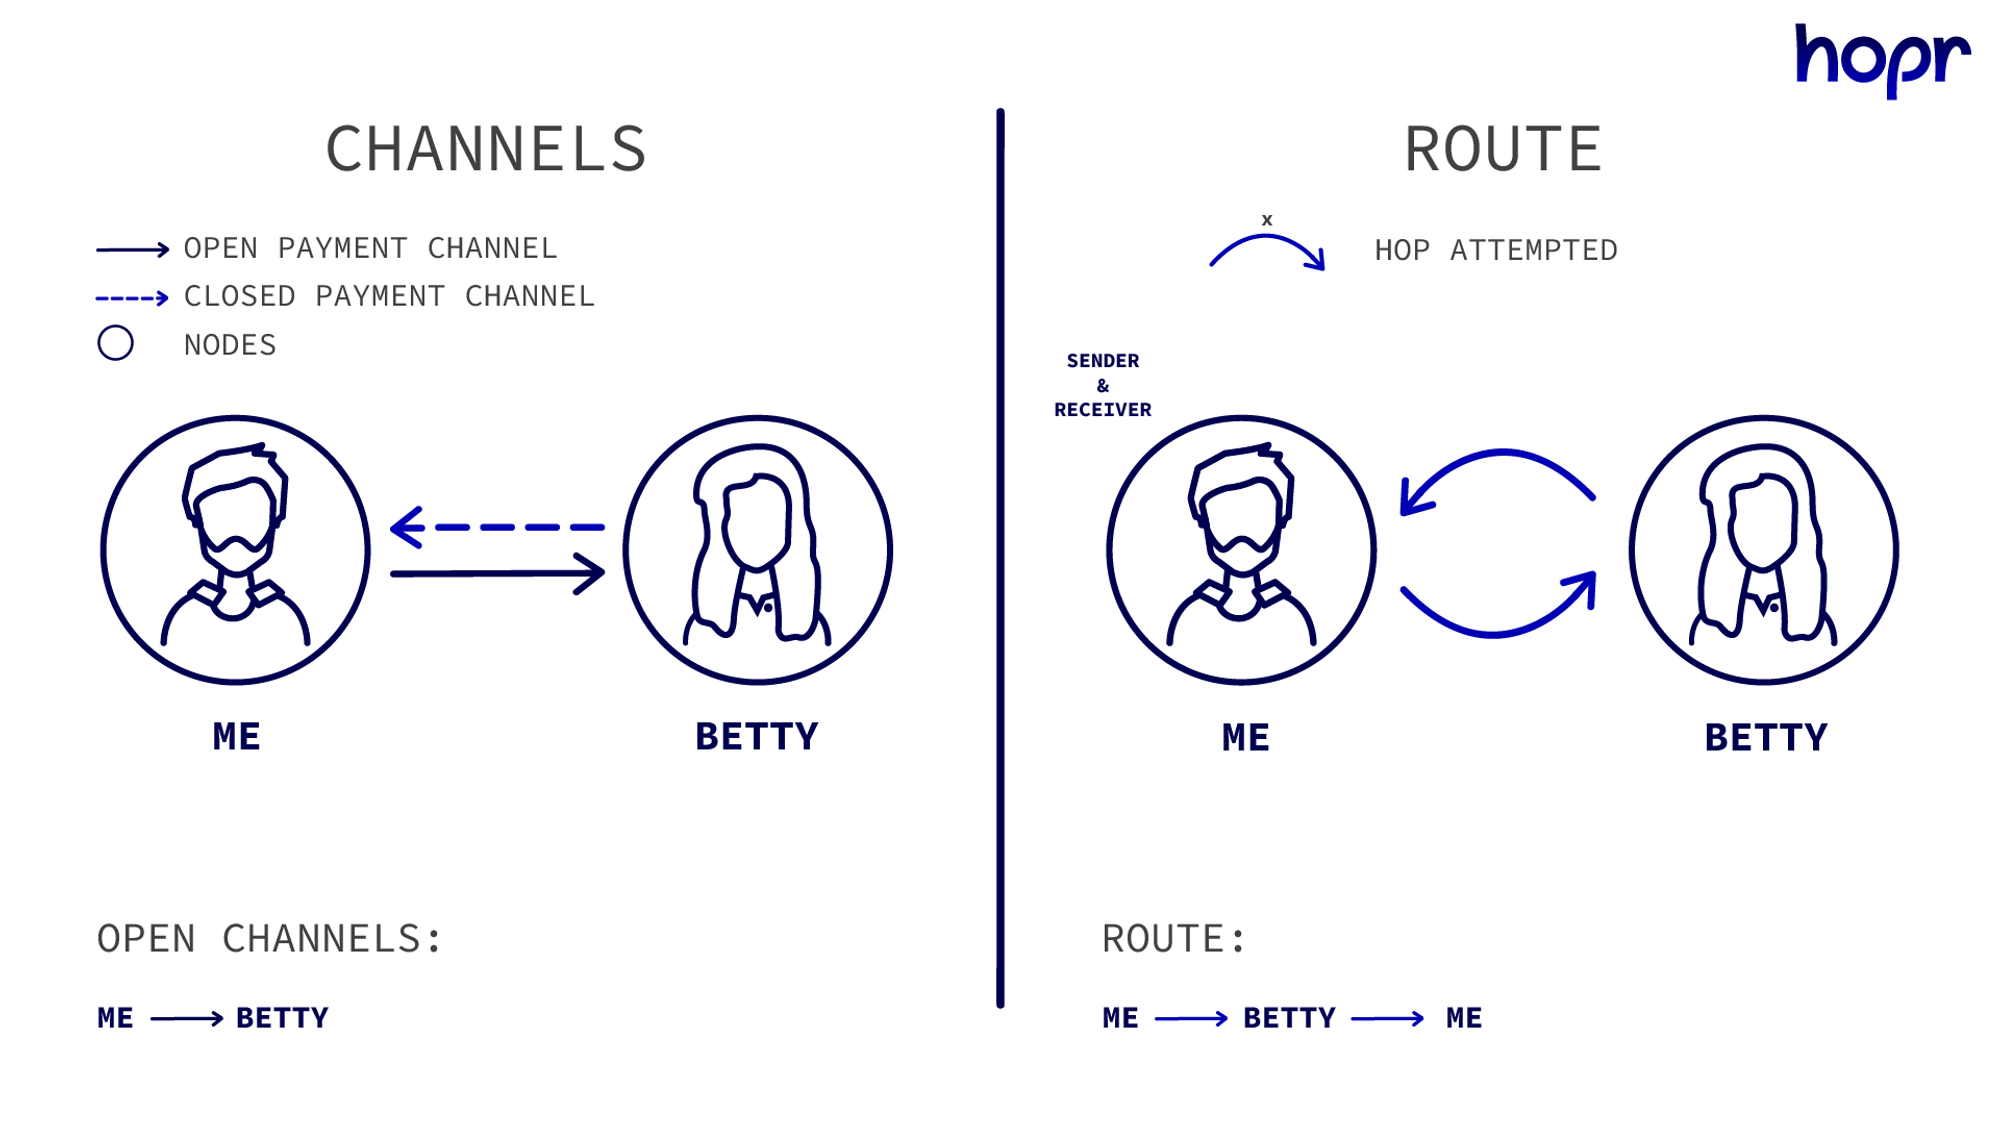 hopr
CHANNELS
OPEN PAYMENT CHANNEL
CLOSED PAYMENT CHANNEL
NODES
ME
BETTY
OPEN CHANNELS:
ME → BETTY
ROUTE
x
HOP ATTEMPTED
SENDER
&
RECEIVER
ME
BETTY
ROUTE:
ME → BETTY → ME